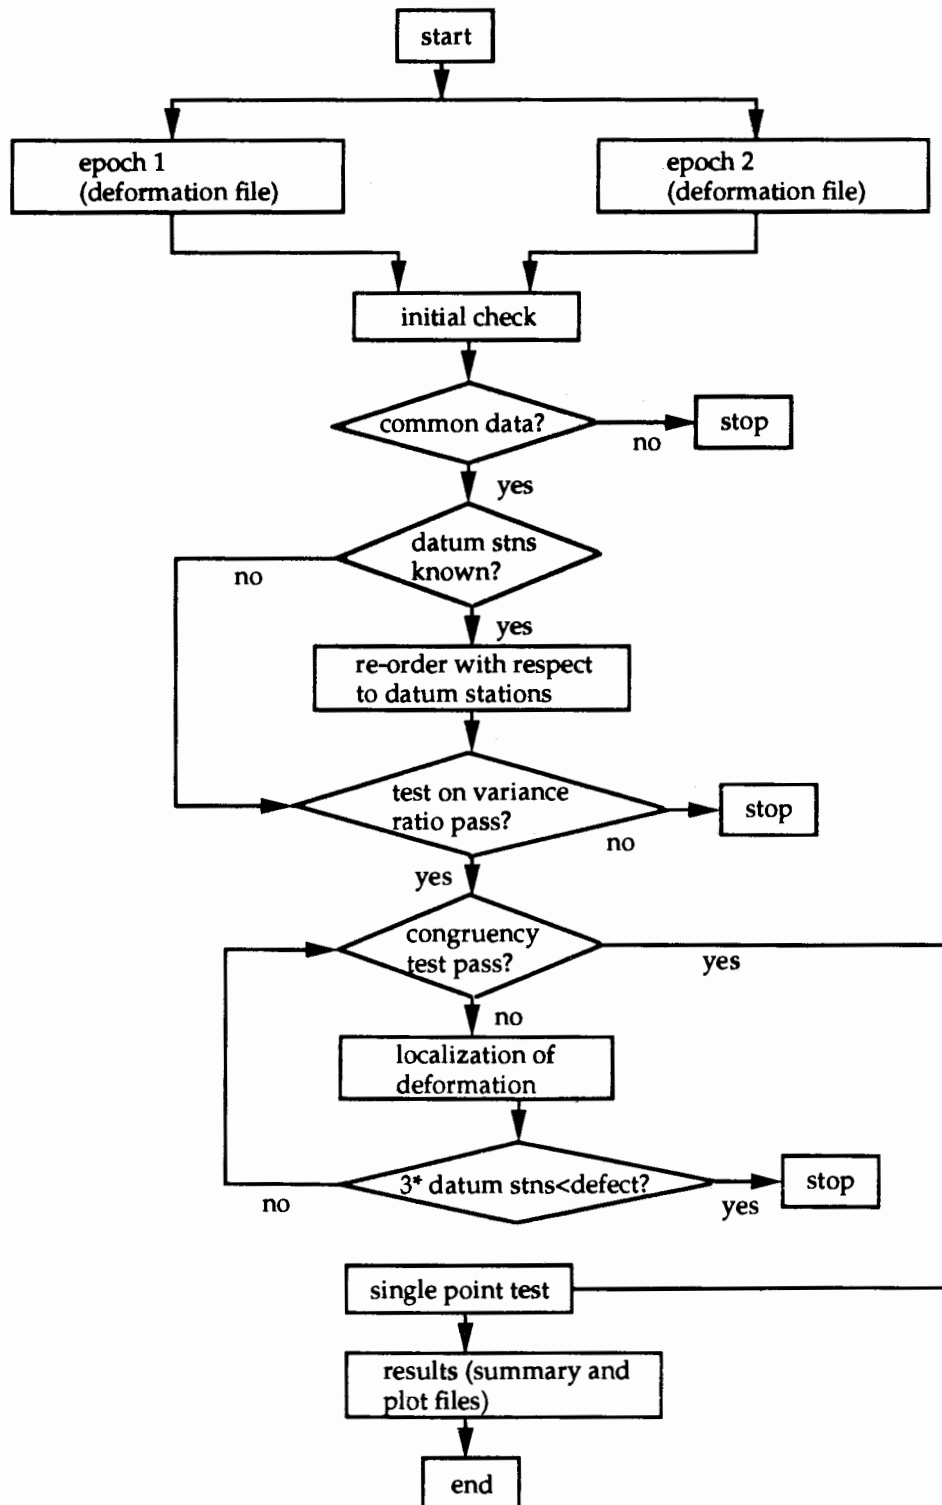 start
epoch 1
(deformation file)
epoch 2
(deformation file)
initial check
common data?
no
stop
yes
datum stns
known?
no
yes
re-order with respect
to datum stations
test on variance
ratio pass?
no
stop
yes
congruency
test pass?
yes
no
localization of
deformation
3* datum stns<defect?
no
yes
stop
single point test
results (summary and
plot files)
end